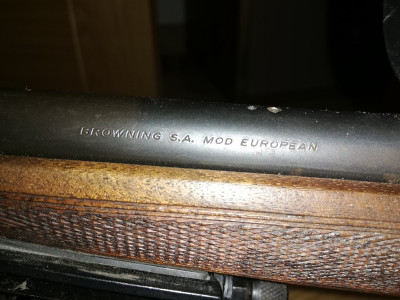 BROWNING S.A. MOD EUROPEAN